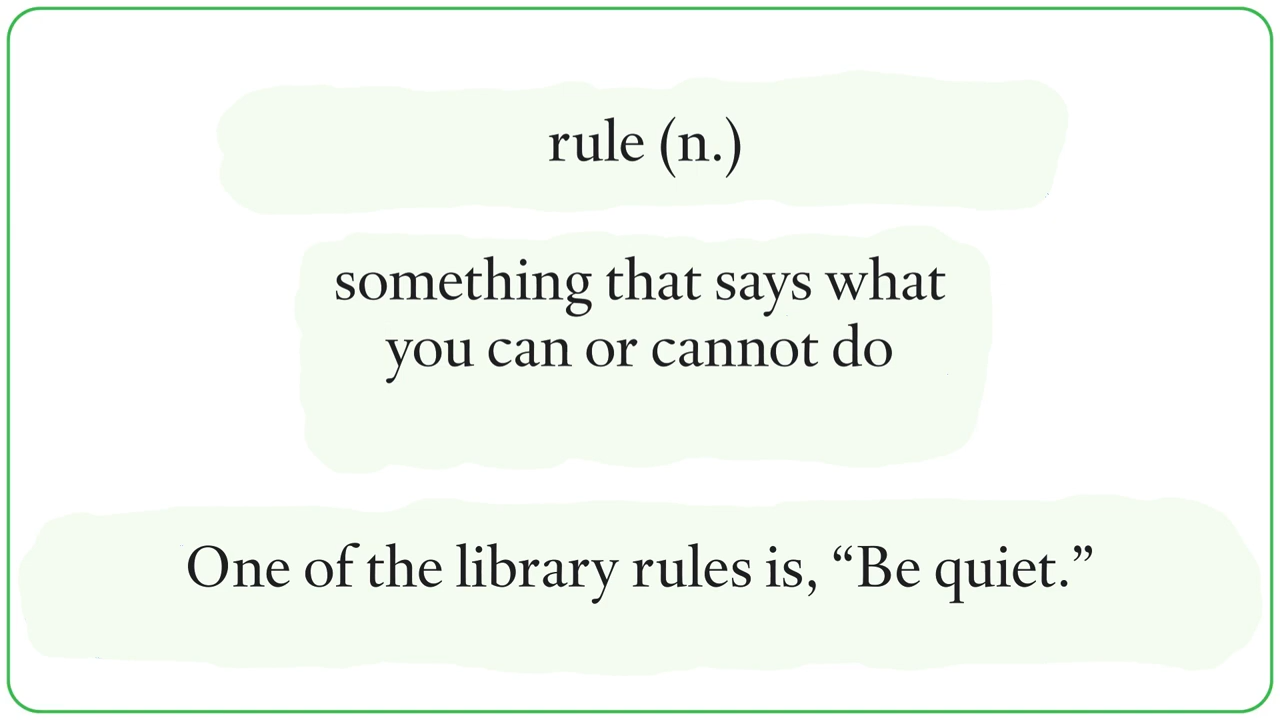 rule (n.)
something that says what
you can or cannot do
One of the library rules is, “Be quiet.”